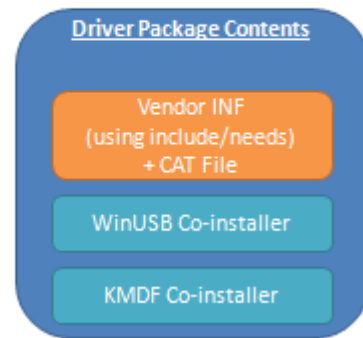 Driver Package Contents
Vendor INF
(using include/needs)
+ CAT File
WinUSB Co-installer
KMDF Co-installer